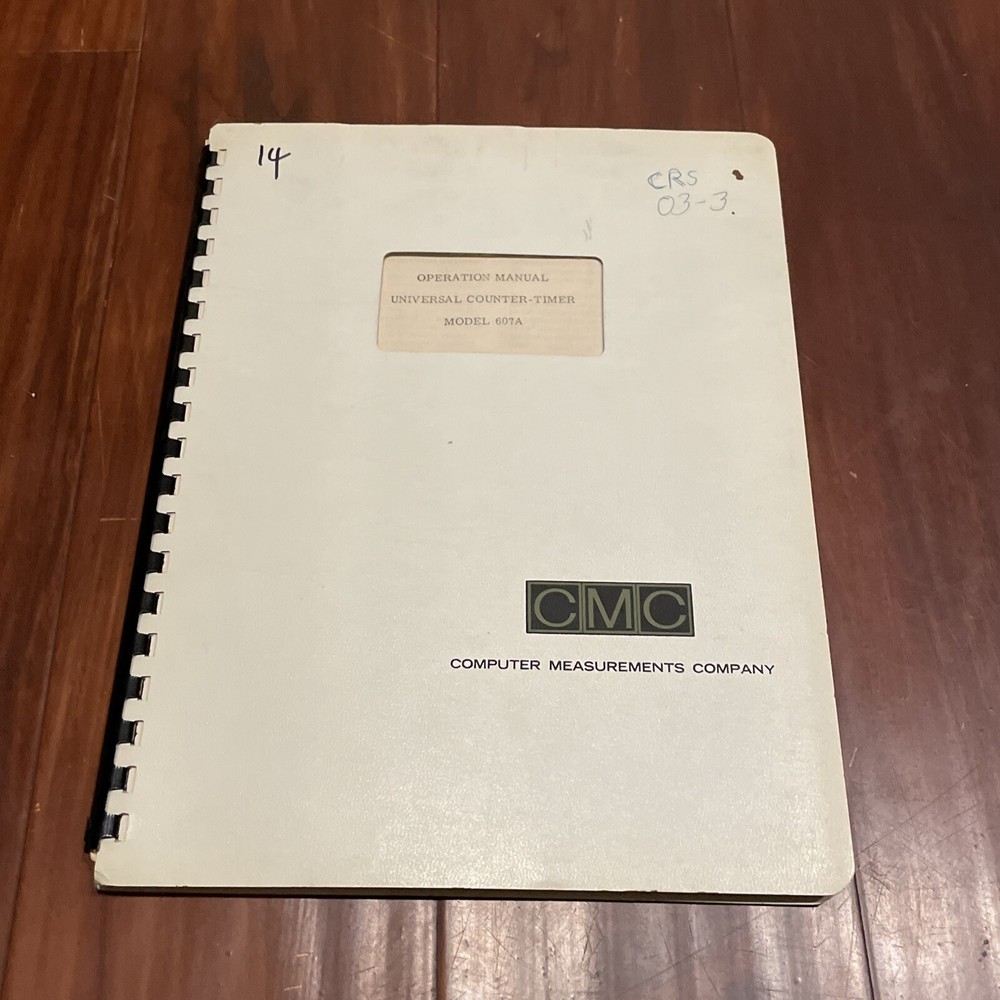 14
CRS
03-3.
OPERATION MANUAL
UNIVERSAL COUNTER-TIMER
MODEL 607A
CMC
COMPUTER MEASUREMENTS COMPANY